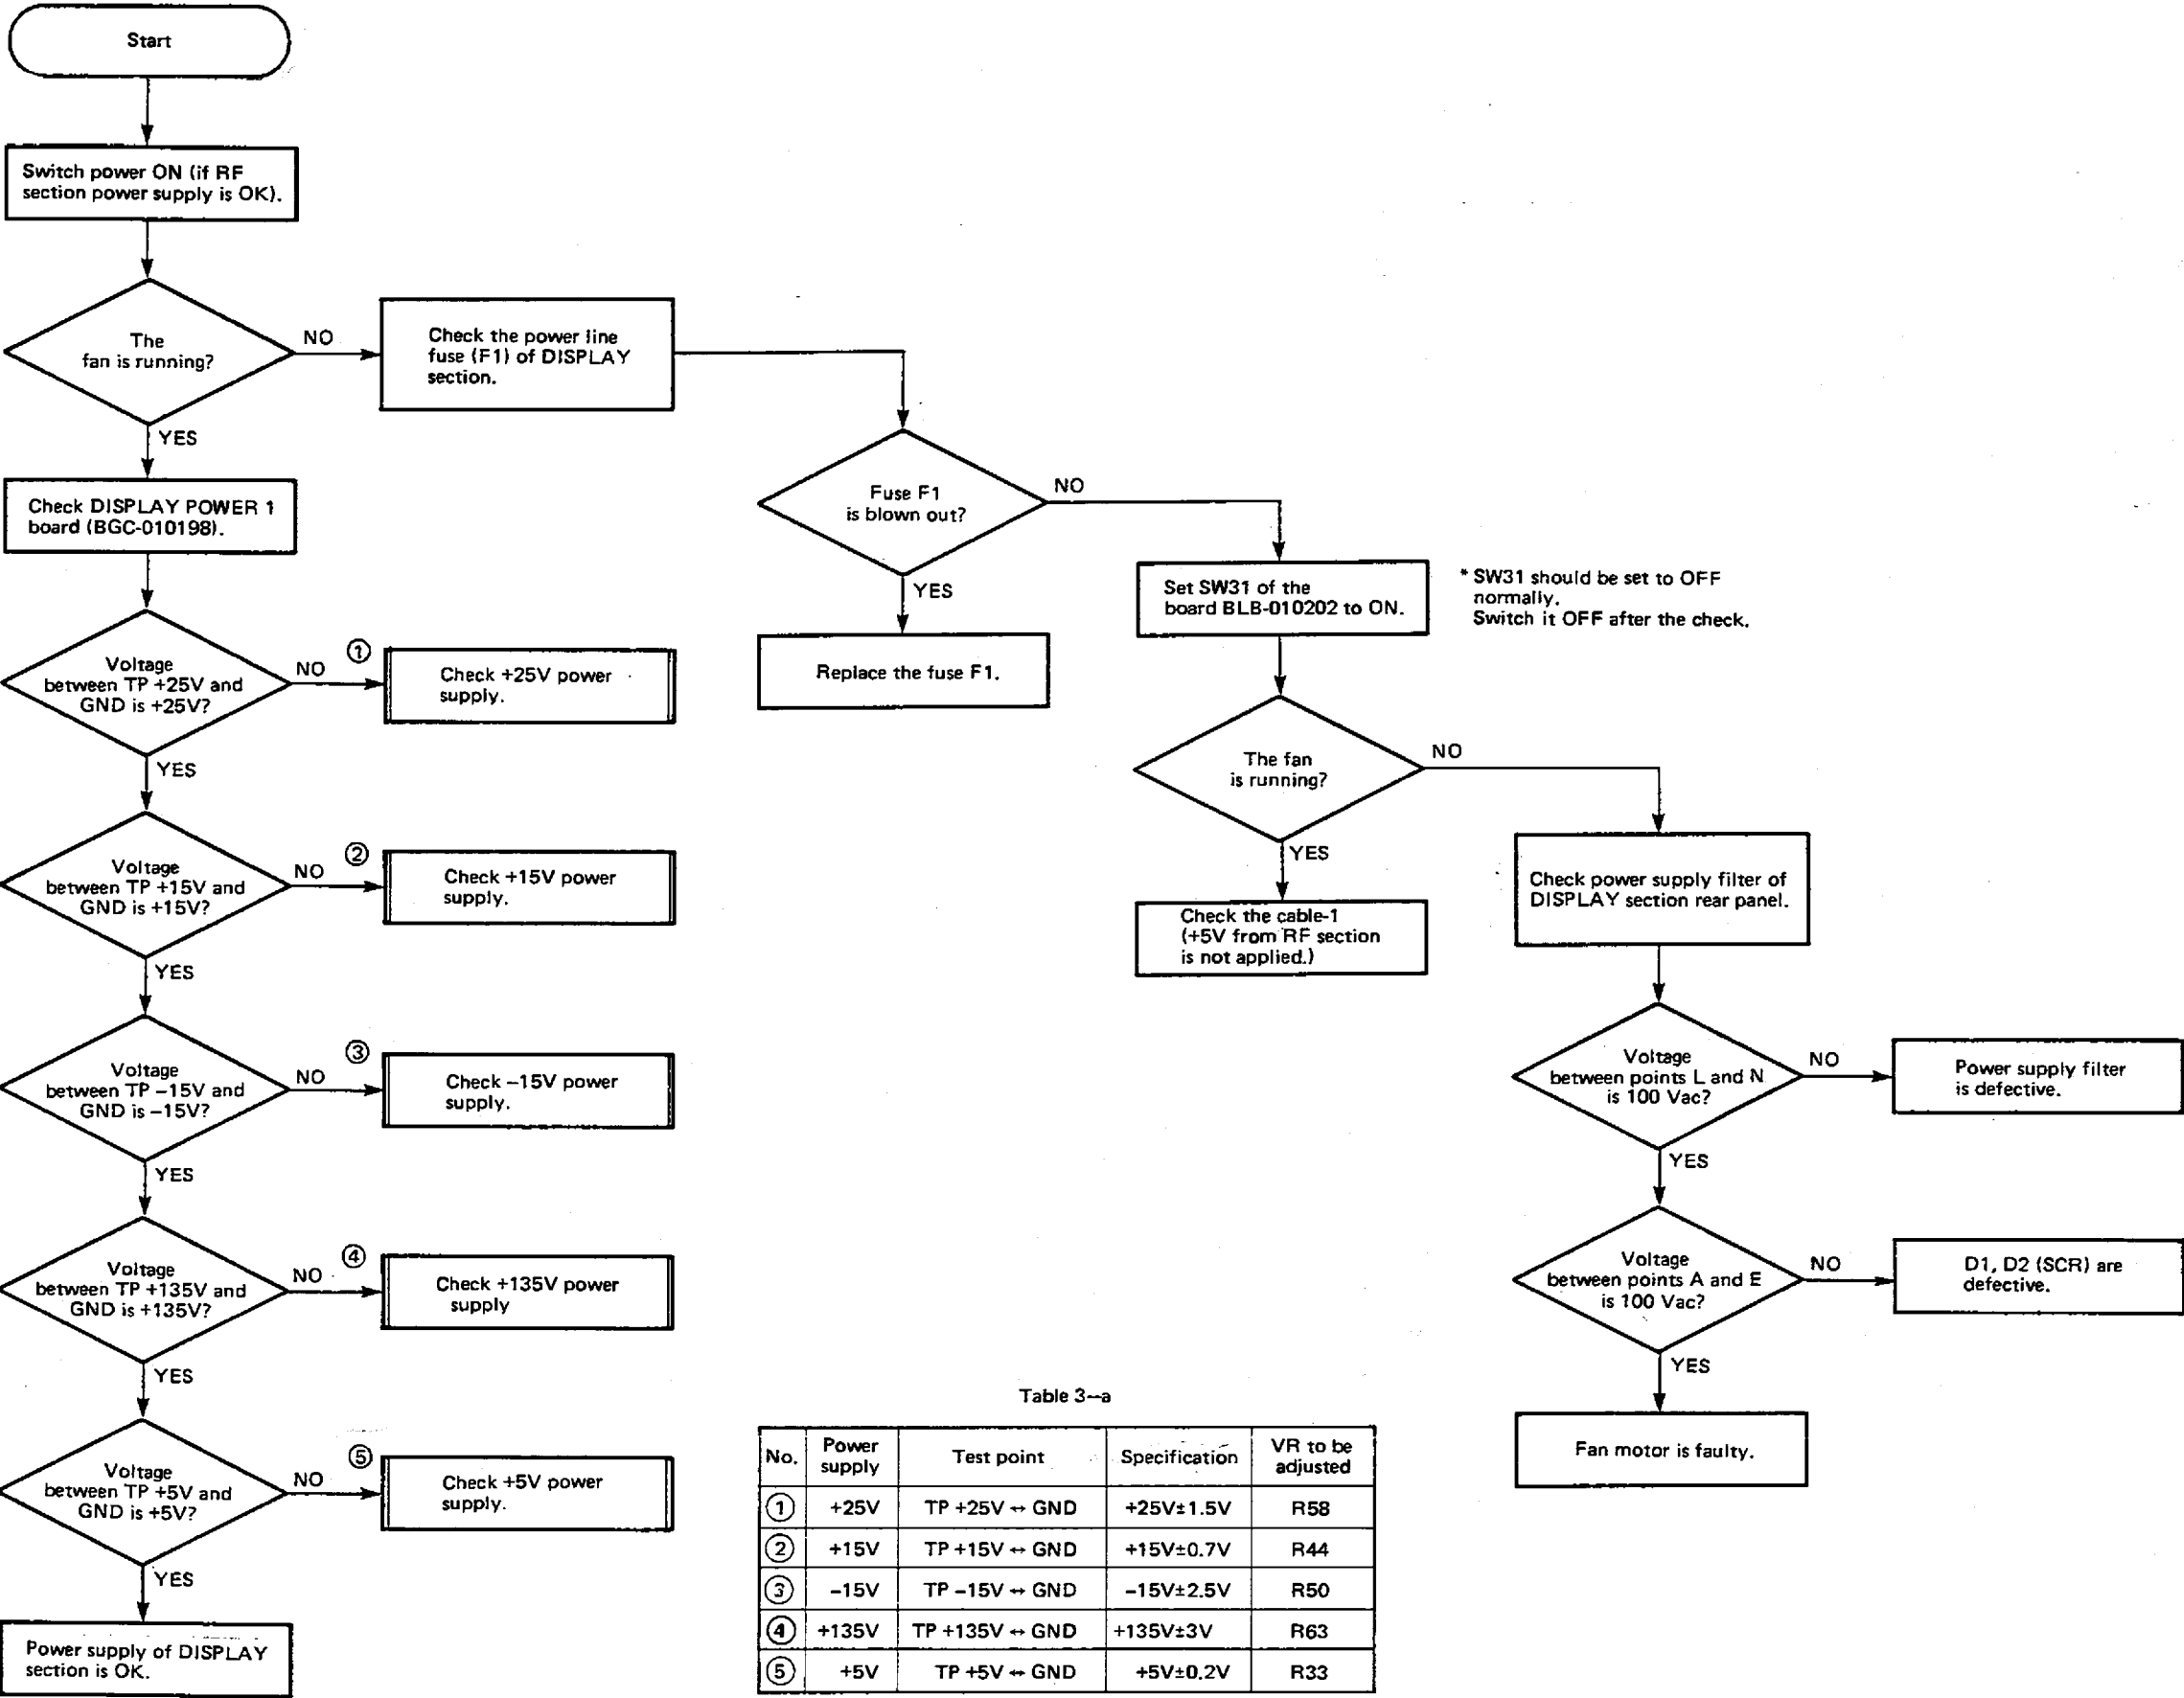 Start
Switch power ON (if RF
section power supply is OK).
The
fan is running?
NO
YES
Check the power line
fuse (F1) of DISPLAY
section.
Fuse F1
is blown out?
NO
YES
Replace the fuse F1.
Set SW31 of the
board BLB-010202 to ON.
* SW31 should be set to OFF
normally.
Switch it OFF after the check.
The fan
is running?
NO
YES
Check the cable-1
(+5V from RF section
is not applied.)
Check power supply filter of
DISPLAY section rear panel.
Voltage
between points L and N
is 100 Vac?
NO
Power supply filter
is defective.
YES
Voltage
between points A and E
is 100 Vac?
NO
D1, D2 (SCR) are
defective.
YES
Fan motor is faulty.
Check DISPLAY POWER 1
board (BGC-010198).
Voltage
between TP +25V and
GND is +25V?
NO
①
Check +25V power
supply.
YES
Voltage
between TP +15V and
GND is +15V?
NO
②
Check +15V power
supply.
YES
Voltage
between TP –15V and
GND is –15V?
NO
③
Check –15V power
supply.
YES
Voltage
between TP +135V and
GND is +135V?
NO
④
Check +135V power
supply
YES
Voltage
between TP +5V and
GND is +5V?
NO
⑤
Check +5V power
supply.
YES
Power supply of DISPLAY
section is OK.
Table 3–a
No. Power supply Test point Specification VR to be adjusted
① +25V TP +25V ↔ GND +25V±1.5V R58
② +15V TP +15V ↔ GND +15V±0.7V R44
③ –15V TP –15V ↔ GND –15V±2.5V R50
④ +135V TP +135V ↔ GND +135V±3V R63
⑤ +5V TP +5V ↔ GND +5V±0.2V R33